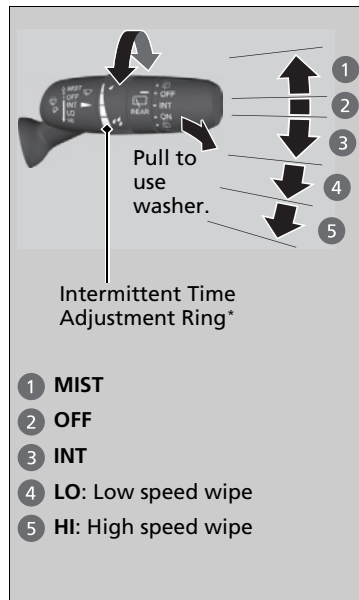 MIST
OFF
INT
LO
HI
REAR
OFF
INT
ON
Pull to
use
washer.
1
2
3
4
5
Intermittent Time
Adjustment Ring*
1 MIST
2 OFF
3 INT
4 LO: Low speed wipe
5 HI: High speed wipe